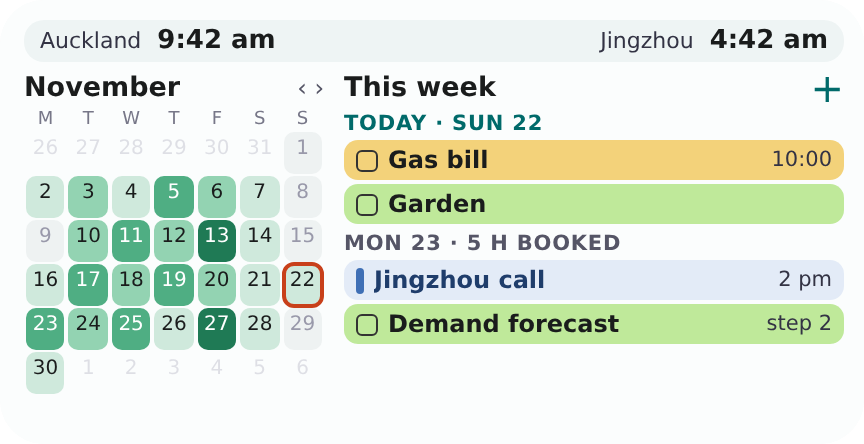 Auckland 9:42 am Jingzhou 4:42 am
November ‹ ›
M T W T F S S
26 27 28 29 30 31 1
2 3 4 5 6 7 8
9 10 11 12 13 14 15
16 17 18 19 20 21 22
23 24 25 26 27 28 29
30 1 2 3 4 5 6
This week +
TODAY · SUN 22
Gas bill 10:00
Garden
MON 23 · 5 H BOOKED
Jingzhou call 2 pm
Demand forecast step 2